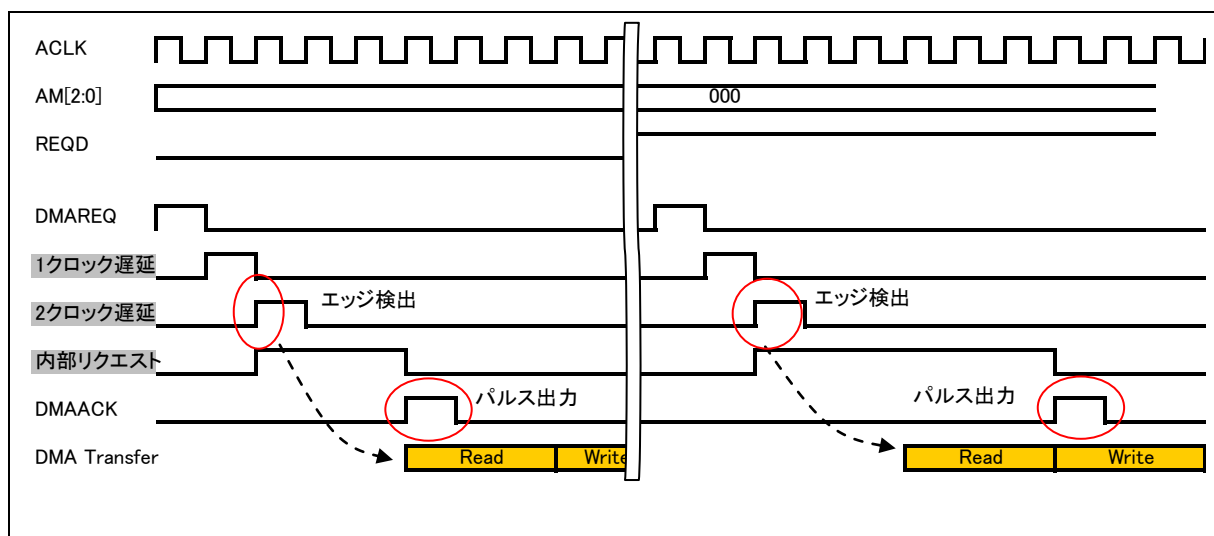 ACLK
AM[2:0]
000
REQD
DMAREQ
1クロック遅延
2クロック遅延
エッジ検出
エッジ検出
内部リクエスト
DMAACK
パルス出力
パルス出力
DMA Transfer
Read
Write
Read
Write